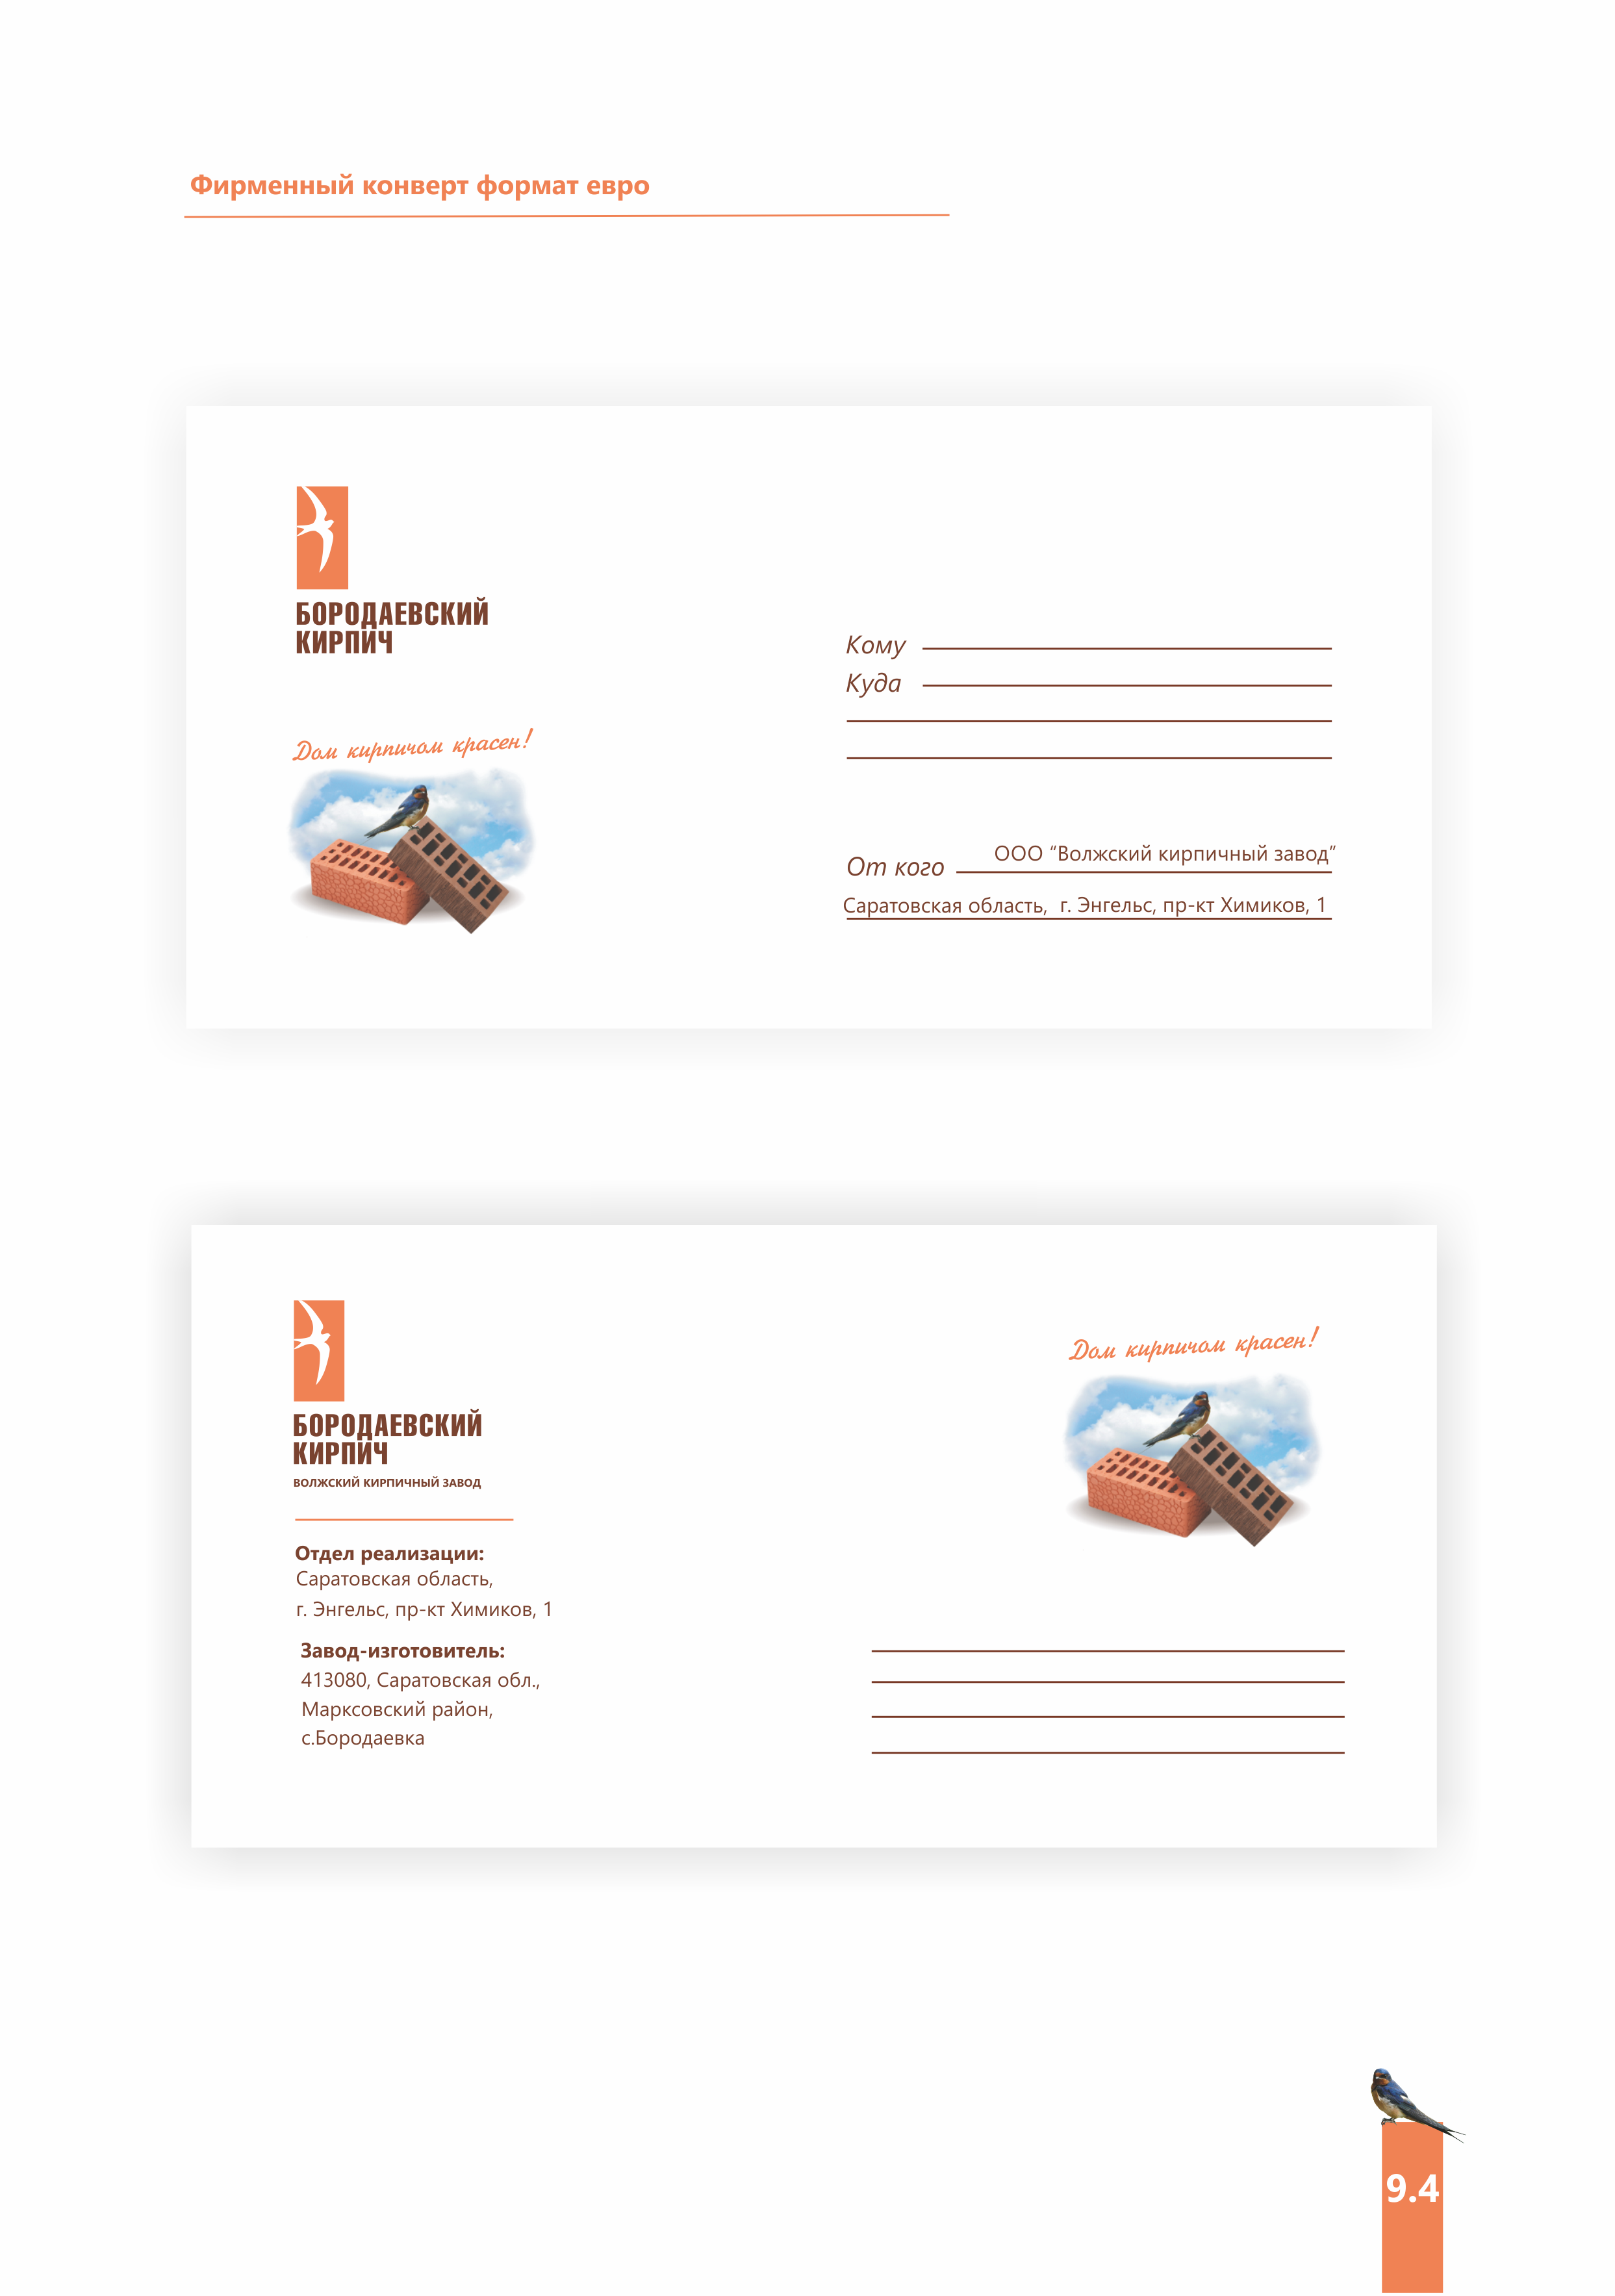 Фирменный конверт формат евро
БОРОДАЕВСКИЙ
КИРПИЧ
Дом кирпичом красен!
Кому
Куда
От кого ООО “Волжский кирпичный завод”
Саратовская область, г. Энгельс, пр-кт Химиков, 1
БОРОДАЕВСКИЙ
КИРПИЧ
ВОЛЖСКИЙ КИРПИЧНЫЙ ЗАВОД
Дом кирпичом красен!
Отдел реализации:
Саратовская область,
г. Энгельс, пр-кт Химиков, 1
Завод-изготовитель:
413080, Саратовская обл.,
Марксовский район,
с.Бородаевка
9.4